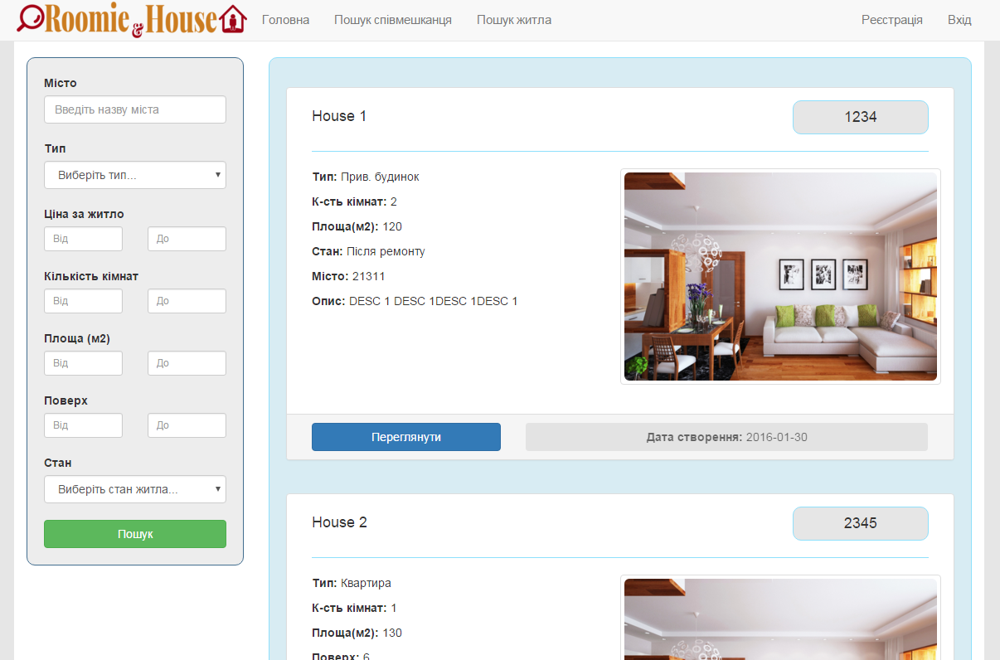 Roomie & House
Головна
Пошук співмешканця
Пошук житла
Реєстрація
Вхід
Місто
Введіть назву міста
Тип
Виберіть тип...
Ціна за житло
Від
До
Кількість кімнат
Від
До
Площа (м2)
Від
До
Поверх
Від
До
Стан
Виберіть стан житла...
Пошук
House 1
1234
Тип: Прив. будинок
К-сть кімнат: 2
Площа(м2): 120
Стан: Після ремонту
Місто: 21311
Опис: DESC 1 DESC 1DESC 1DESC 1
Переглянути
Дата створення: 2016-01-30
House 2
2345
Тип: Квартира
К-сть кімнат: 1
Площа(м2): 130
Поверх: 6